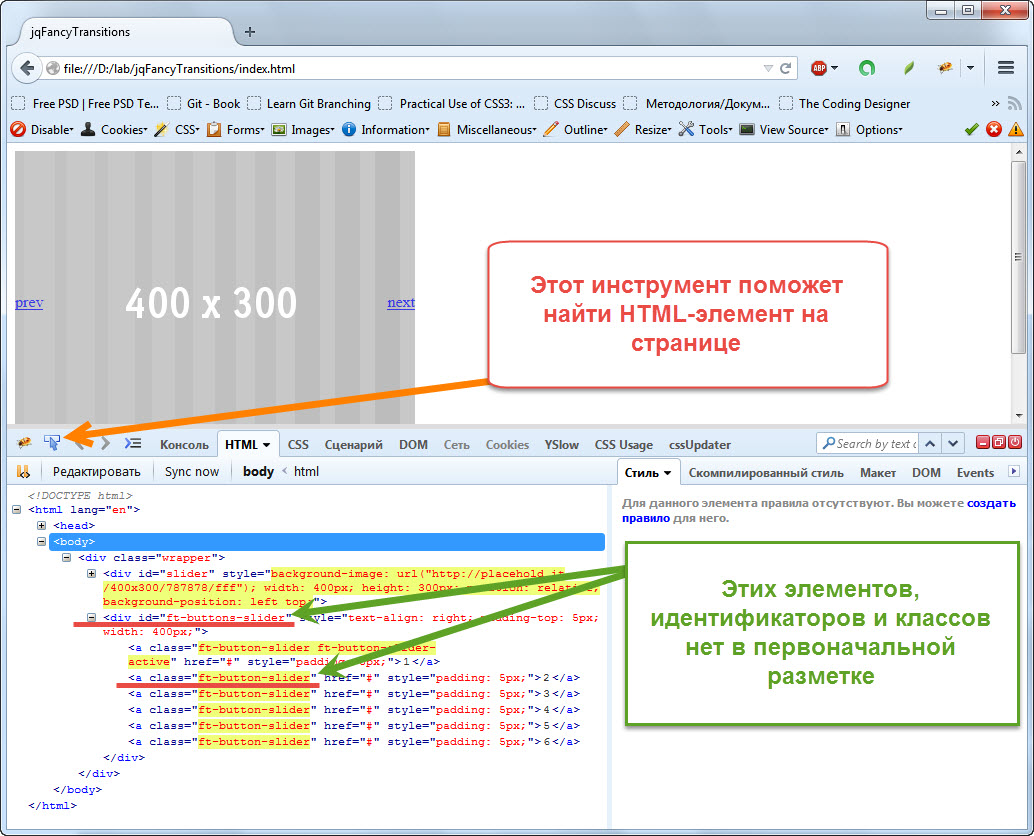 jqFancyTransitions
file:///D:/lab/jqFancyTransitions/index.html
ABP
Free PSD | Free PSD Te... Git - Book Learn Git Branching Practical Use of CSS3: ... CSS Discuss Методология/Докум... The Coding Designer
Disable Cookies CSS Forms Images Information Miscellaneous Outline Resize Tools View Source Options
prev
400 x 300
next
Этот инструмент поможет
найти HTML-элемент на
странице
Консоль HTML CSS Сценарий DOM Сеть Cookies YSlow CSS Usage cssUpdater Search by text
Редактировать Sync now body < html
Стиль Скомпилированный стиль Макет DOM Events
<!DOCTYPE html>
<html lang="en">
<head>
<body>
<div class="wrapper">
<div id="slider" style="background-image: url("http://placehold.it
/400x300/787878/fff"); width: 400px; height: 300px; position: relative;
background-position: left top;">
<div id="ft-buttons-slider" style="text-align: right; padding-top: 5px;
width: 400px;">
<a class="ft-button-slider ft-button-slider-
active" href="#" style="padding: 5px;">1</a>
<a class="ft-button-slider" href="#" style="padding: 5px;">2</a>
<a class="ft-button-slider" href="#" style="padding: 5px;">3</a>
<a class="ft-button-slider" href="#" style="padding: 5px;">4</a>
<a class="ft-button-slider" href="#" style="padding: 5px;">5</a>
<a class="ft-button-slider" href="#" style="padding: 5px;">6</a>
</div>
</div>
</body>
</html>
Для данного элемента правила отсутствуют. Вы можете создать
правило для него.
Этих элементов,
идентификаторов и классов
нет в первоначальной
разметке